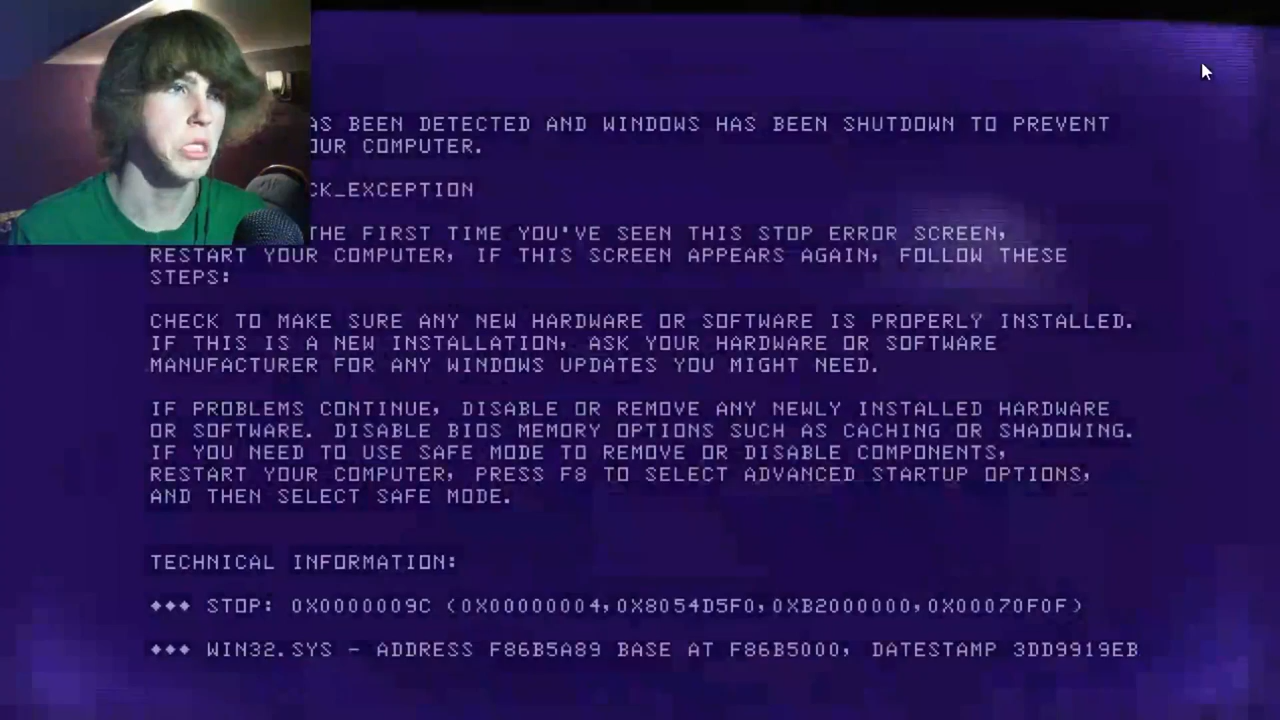 AS BEEN DETECTED AND WINDOWS HAS BEEN SHUTDOWN TO PREVENT
OUR COMPUTER.
CK_EXCEPTION
THE FIRST TIME YOU'VE SEEN THIS STOP ERROR SCREEN,
RESTART YOUR COMPUTER, IF THIS SCREEN APPEARS AGAIN, FOLLOW THESE
STEPS:
CHECK TO MAKE SURE ANY NEW HARDWARE OR SOFTWARE IS PROPERLY INSTALLED.
IF THIS IS A NEW INSTALLATION, ASK YOUR HARDWARE OR SOFTWARE
MANUFACTURER FOR ANY WINDOWS UPDATES YOU MIGHT NEED.
IF PROBLEMS CONTINUE, DISABLE OR REMOVE ANY NEWLY INSTALLED HARDWARE
OR SOFTWARE. DISABLE BIOS MEMORY OPTIONS SUCH AS CACHING OR SHADOWING.
IF YOU NEED TO USE SAFE MODE TO REMOVE OR DISABLE COMPONENTS,
RESTART YOUR COMPUTER, PRESS F8 TO SELECT ADVANCED STARTUP OPTIONS,
AND THEN SELECT SAFE MODE.
TECHNICAL INFORMATION:
♦♦♦ STOP: 0X0000009C (0X00000004,0X8054D5F0,0XB2000000,0X00070F0F)
♦♦♦ WIN32.SYS - ADDRESS F86B5A89 BASE AT F86B5000, DATESTAMP 3DD9919EB